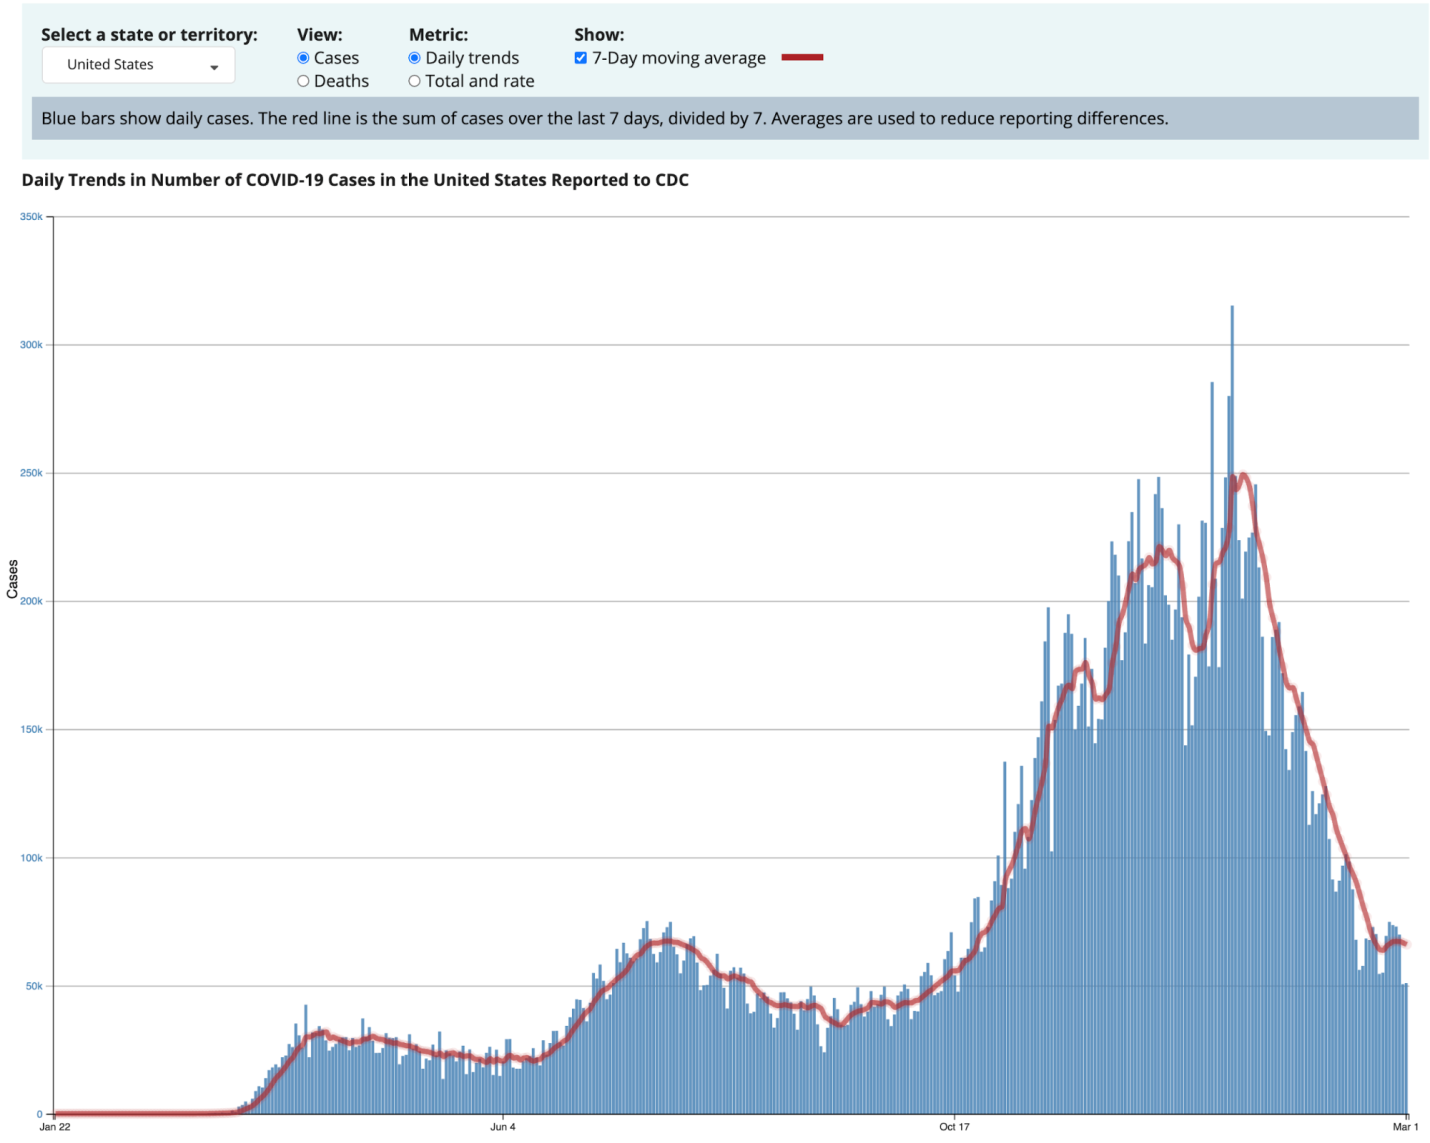 Select a state or territory: View: Metric: Show:
United States Cases Daily trends 7-Day moving average
Deaths Total and rate
Blue bars show daily cases. The red line is the sum of cases over the last 7 days, divided by 7. Averages are used to reduce reporting differences.
Daily Trends in Number of COVID-19 Cases in the United States Reported to CDC
350k
300k
250k
200k
150k
100k
50k
0
Cases
Jan 22 Jun 4 Oct 17 Mar 1